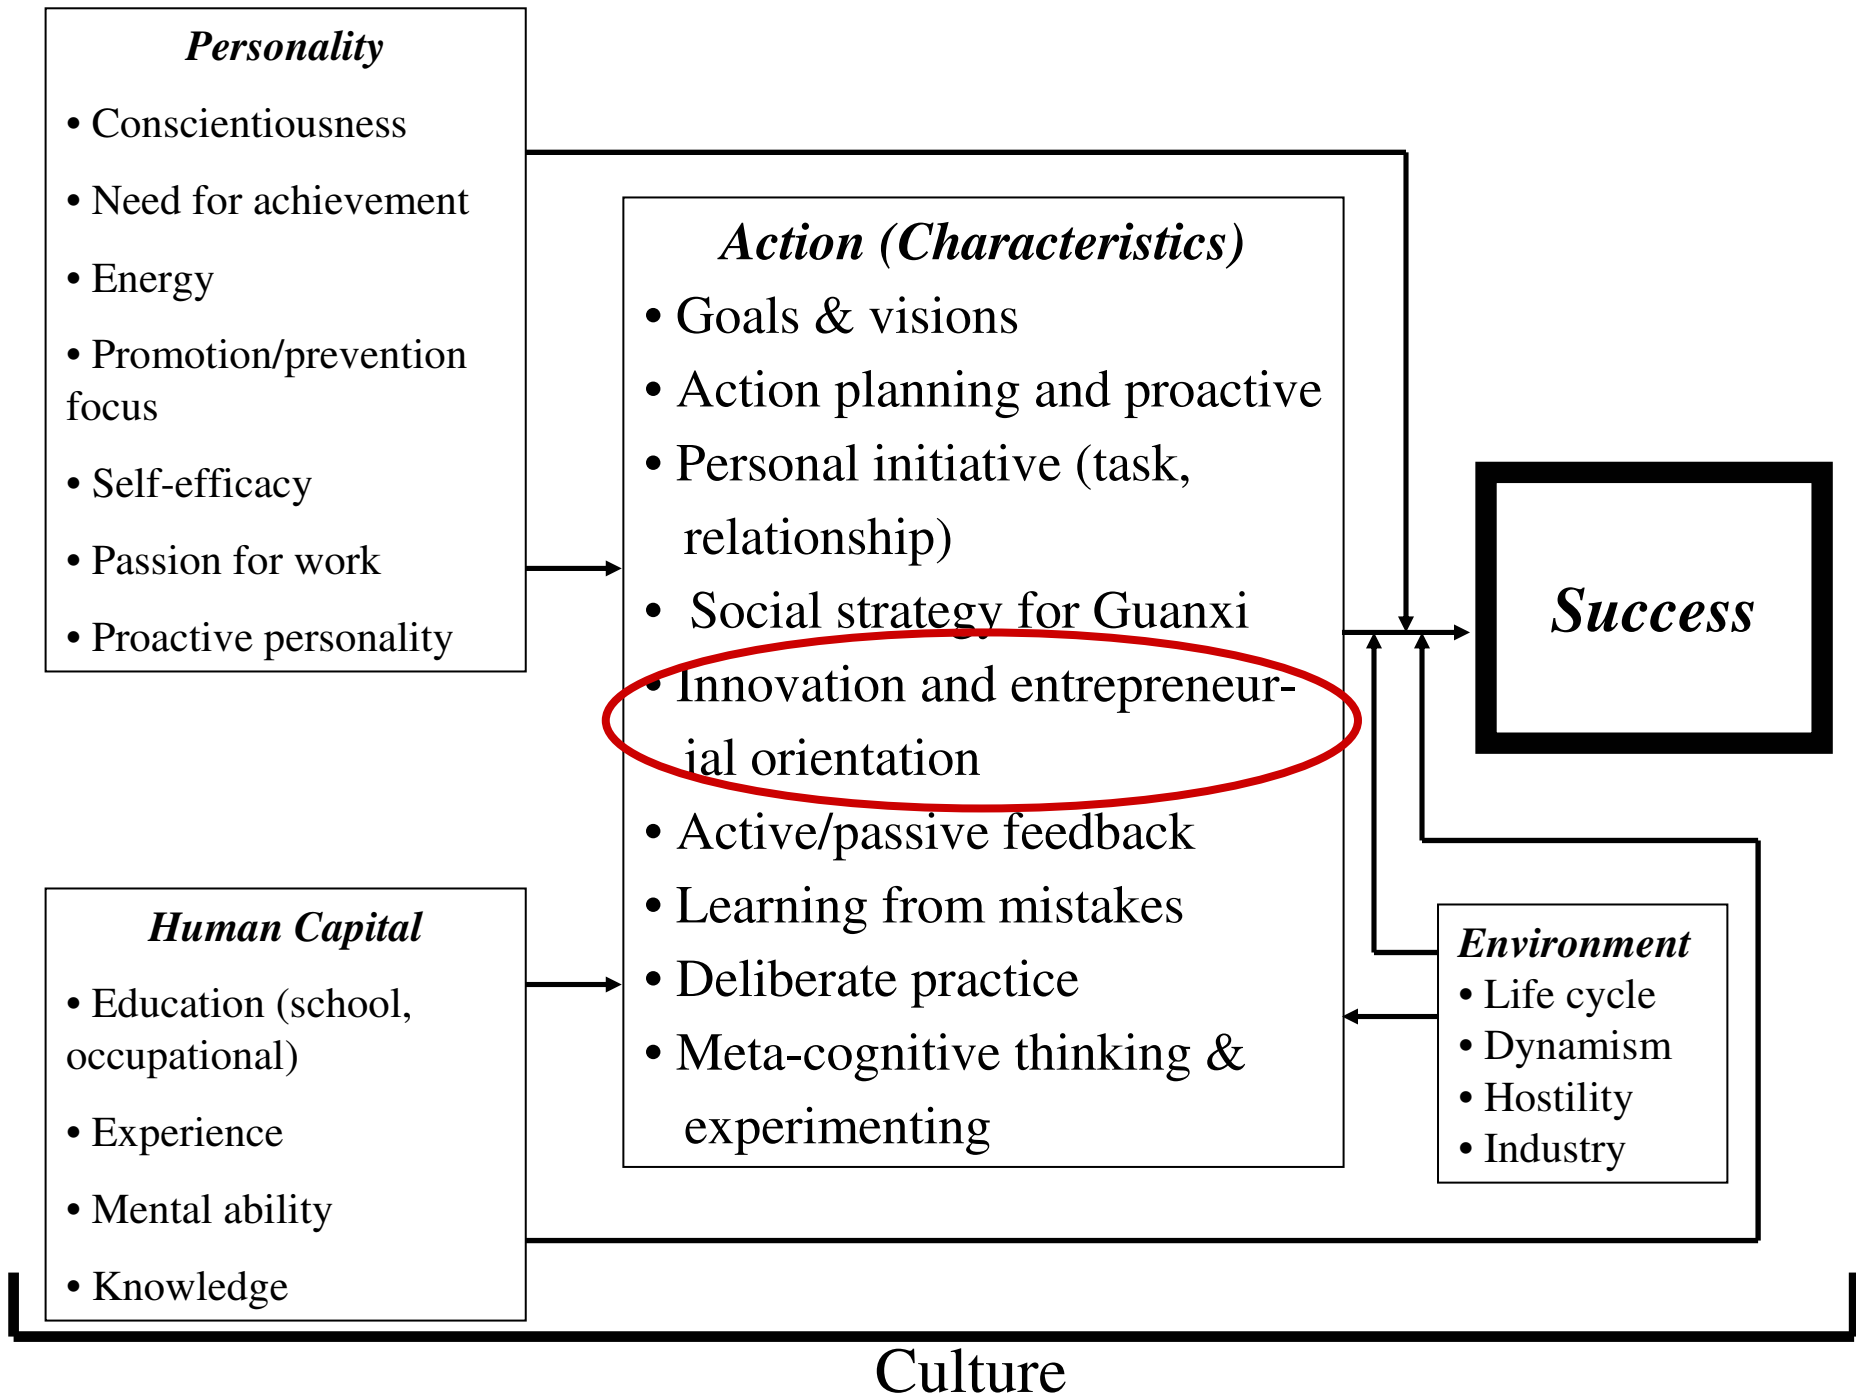 Personality
• Conscientiousness
• Need for achievement
• Energy
• Promotion/prevention
focus
• Self-efficacy
• Passion for work
• Proactive personality
Action (Characteristics)
• Goals & visions
• Action planning and proactive
• Personal initiative (task,
relationship)
• Social strategy for Guanxi
• Innovation and entrepreneur-
ial orientation
• Active/passive feedback
• Learning from mistakes
• Deliberate practice
• Meta-cognitive thinking &
experimenting
Success
Human Capital
• Education (school,
occupational)
• Experience
• Mental ability
• Knowledge
Environment
• Life cycle
• Dynamism
• Hostility
• Industry
Culture